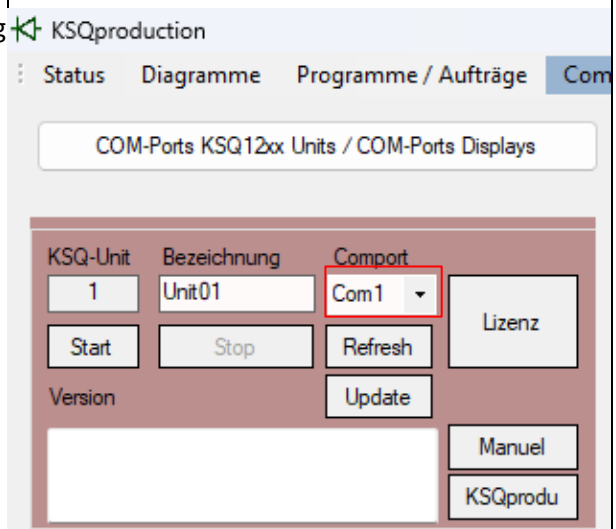 g KSQproduction
Status Diagramme Programme / Aufträge Com
COM-Ports KSQ12xx Units / COM-Ports Displays
KSQ-Unit Bezeichnung Comport
1 Unit01 Com1 Lizenz
Start Stop Refresh
Version Update
Manuel
KSQprodu